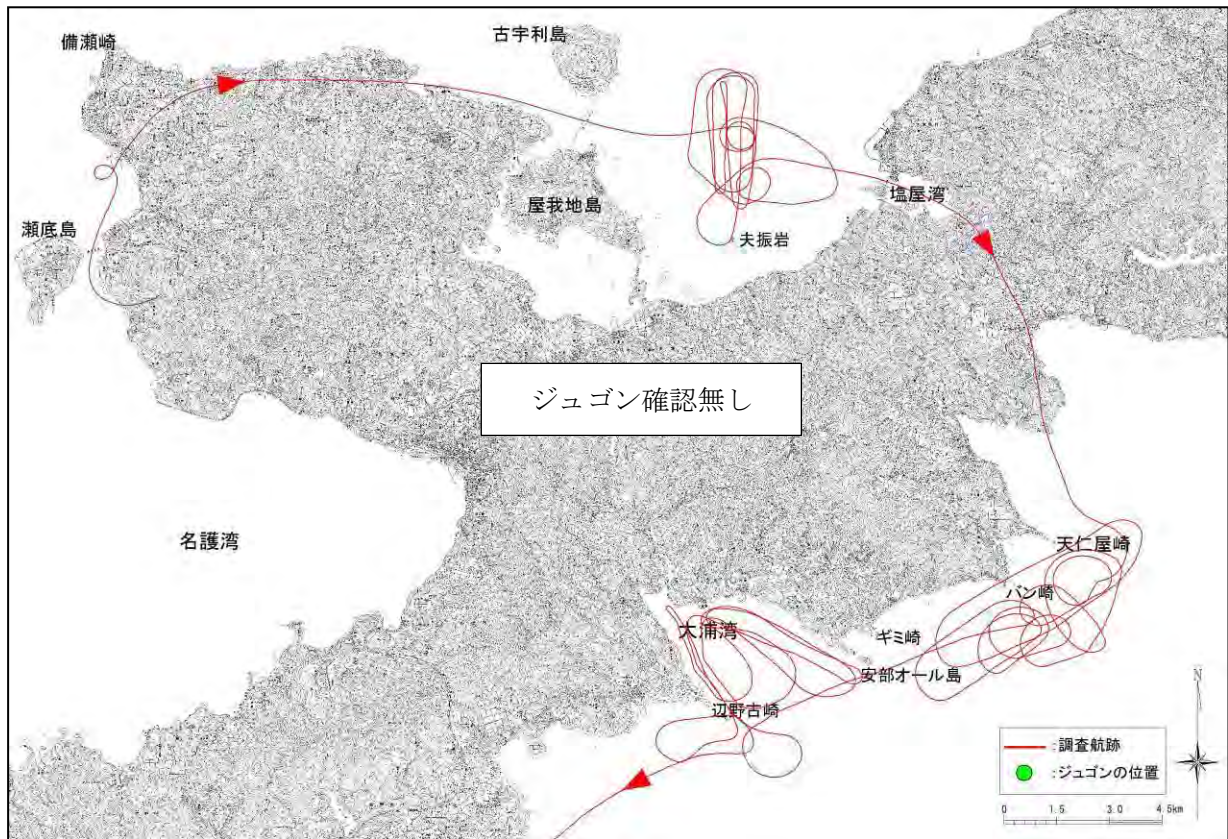 古宇利島
備瀬崎
屋我地島
塩屋湾
瀬底島
夫振岩
ジュゴン確認無し
名護湾
天仁屋崎
バン崎
大浦湾
ギミ崎
安部オール島
辺野古崎
N
:調査航跡
:ジュゴンの位置
0 1.5 3.0 4.5km